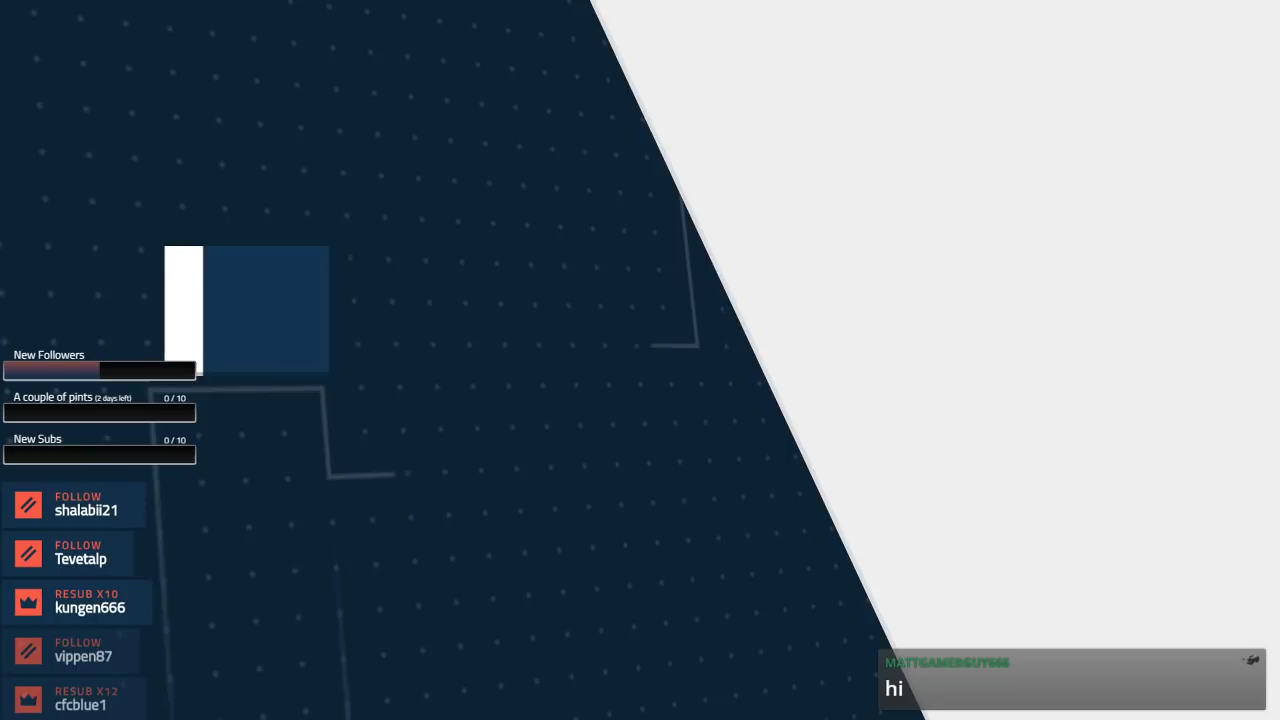 New Followers
A couple of pints (2 days left) 0 / 10
New Subs 0 / 10
FOLLOW
shalabii21
FOLLOW
Tevetalp
RESUB X10
kungen666
FOLLOW
vippen87
RESUB X12
cfcblue1
MATTGAMERGUY666
hi